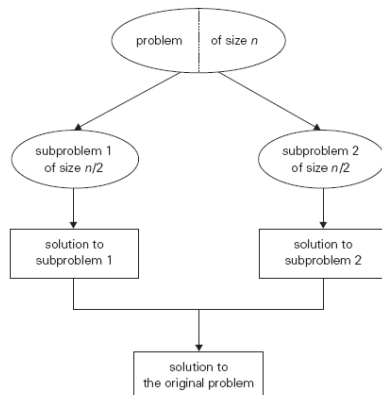 problem of size n
subproblem 1
of size n/2
subproblem 2
of size n/2
solution to
subproblem 1
solution to
subproblem 2
solution to
the original problem